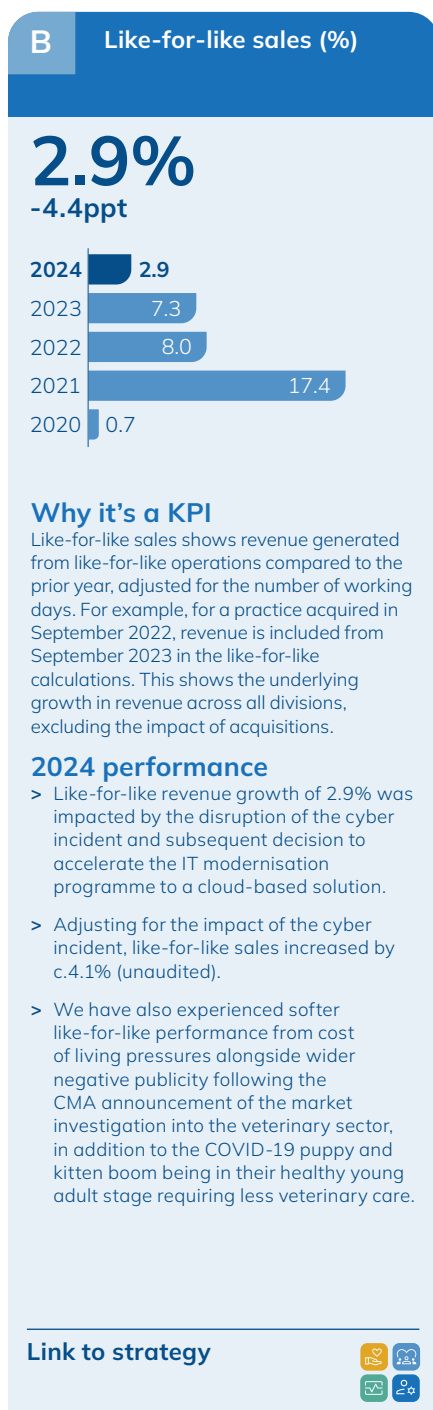 B
Like-for-like sales (%)
2.9%
-4.4ppt
2024 2.9
2023 7.3
2022 8.0
2021 17.4
2020 0.7
Why it’s a KPI
Like-for-like sales shows revenue generated
from like-for-like operations compared to the
prior year, adjusted for the number of working
days. For example, for a practice acquired in
September 2022, revenue is included from
September 2023 in the like-for-like
calculations. This shows the underlying
growth in revenue across all divisions,
excluding the impact of acquisitions.
2024 performance
> Like-for-like revenue growth of 2.9% was
impacted by the disruption of the cyber
incident and subsequent decision to
accelerate the IT modernisation
programme to a cloud-based solution.
> Adjusting for the impact of the cyber
incident, like-for-like sales increased by
c.4.1% (unaudited).
> We have also experienced softer
like-for-like performance from cost
of living pressures alongside wider
negative publicity following the
CMA announcement of the market
investigation into the veterinary sector,
in addition to the COVID-19 puppy and
kitten boom being in their healthy young
adult stage requiring less veterinary care.
Link to strategy